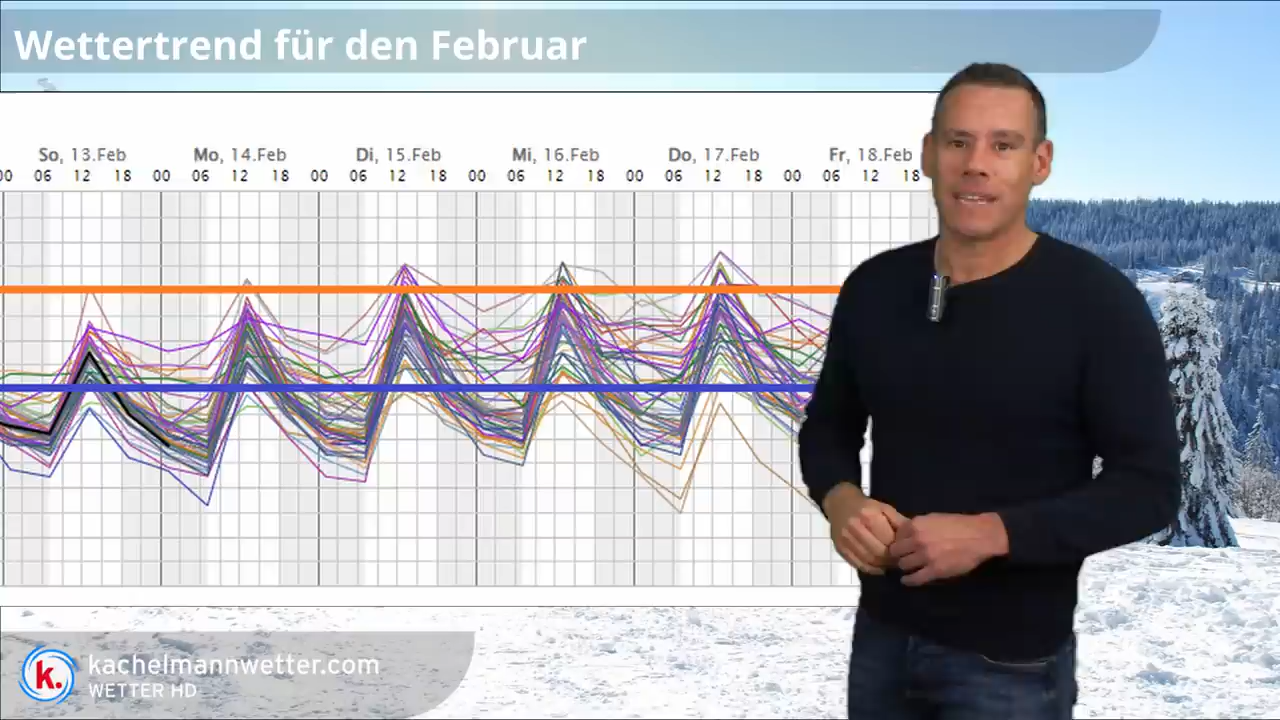 Wettertrend für den Februar
So, 13.Feb Mo, 14.Feb Di, 15.Feb Mi, 16.Feb Do, 17.Feb Fr, 18.Feb
00 06 12 18 00 06 12 18 00 06 12 18 00 06 12 18 00 06 12 18 00 06 12 18
k. kachelmannwetter.com
WETTER HD